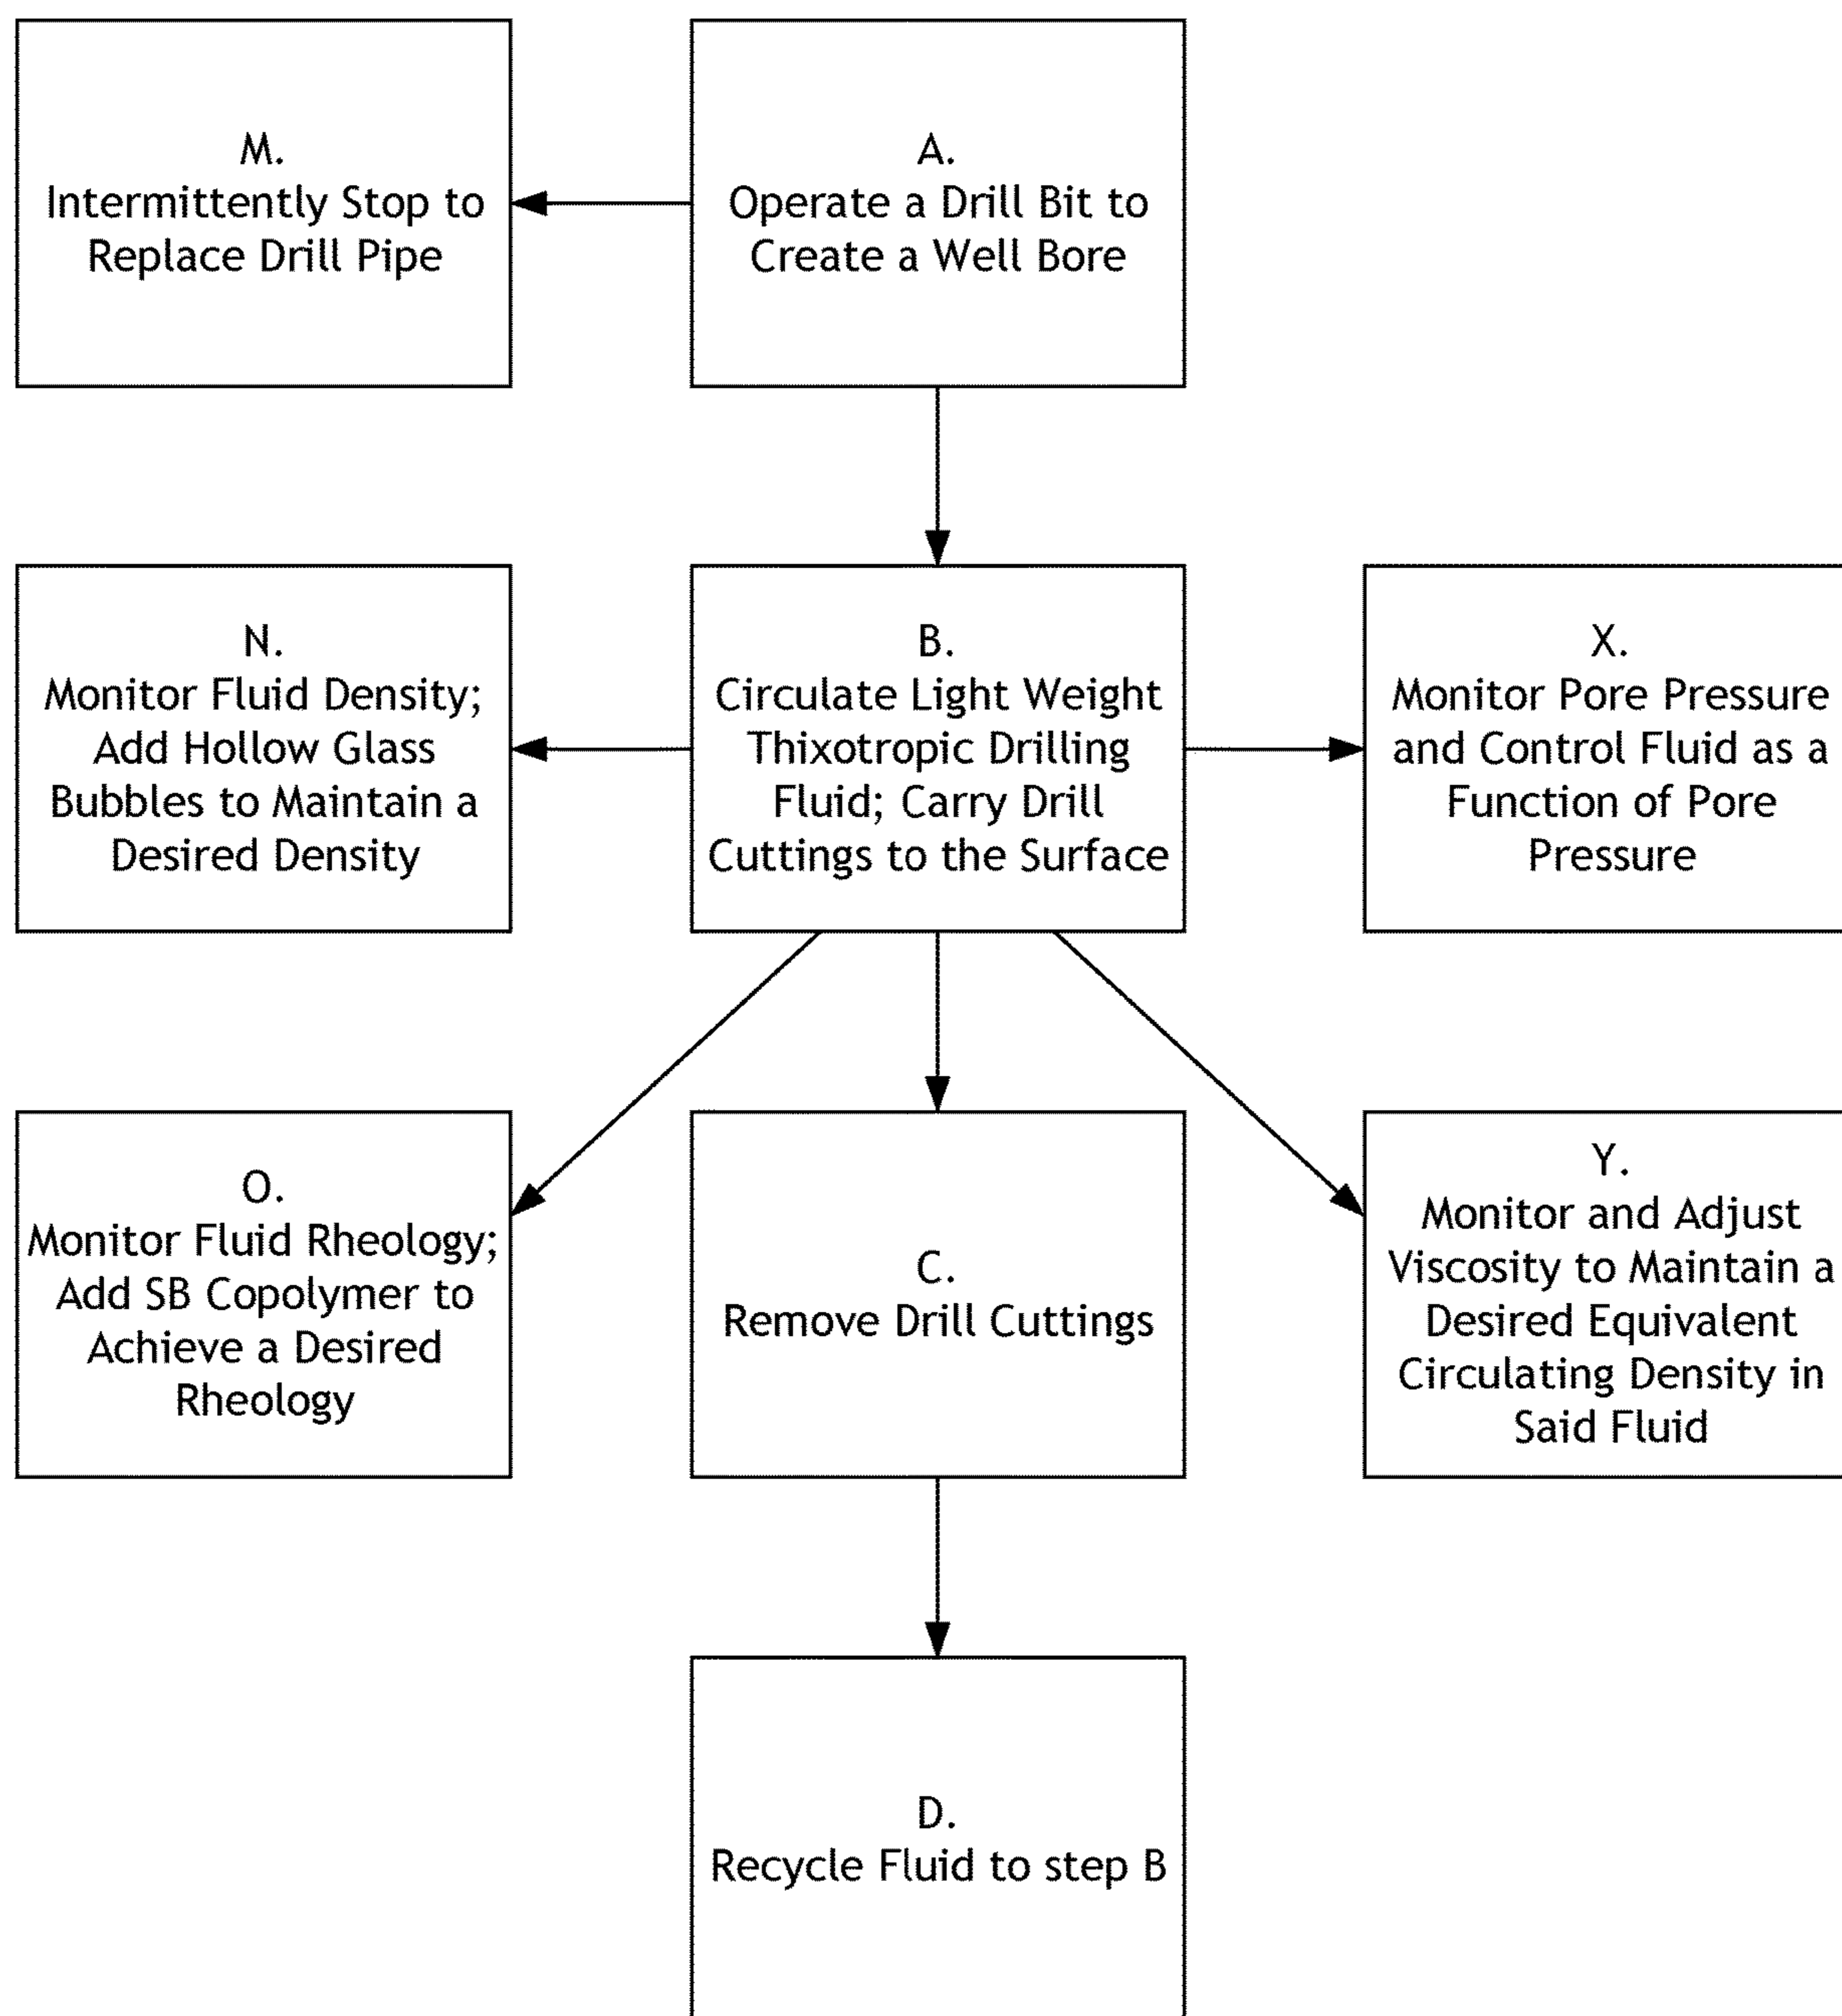 M.
Intermittently Stop to
Replace Drill Pipe
A.
Operate a Drill Bit to
Create a Well Bore
N.
Monitor Fluid Density;
Add Hollow Glass
Bubbles to Maintain a
Desired Density
B.
Circulate Light Weight
Thixotropic Drilling
Fluid; Carry Drill
Cuttings to the Surface
X.
Monitor Pore Pressure
and Control Fluid as a
Function of Pore
Pressure
O.
Monitor Fluid Rheology;
Add SB Copolymer to
Achieve a Desired
Rheology
C.
Remove Drill Cuttings
Y.
Monitor and Adjust
Viscosity to Maintain a
Desired Equivalent
Circulating Density in
Said Fluid
D.
Recycle Fluid to step B